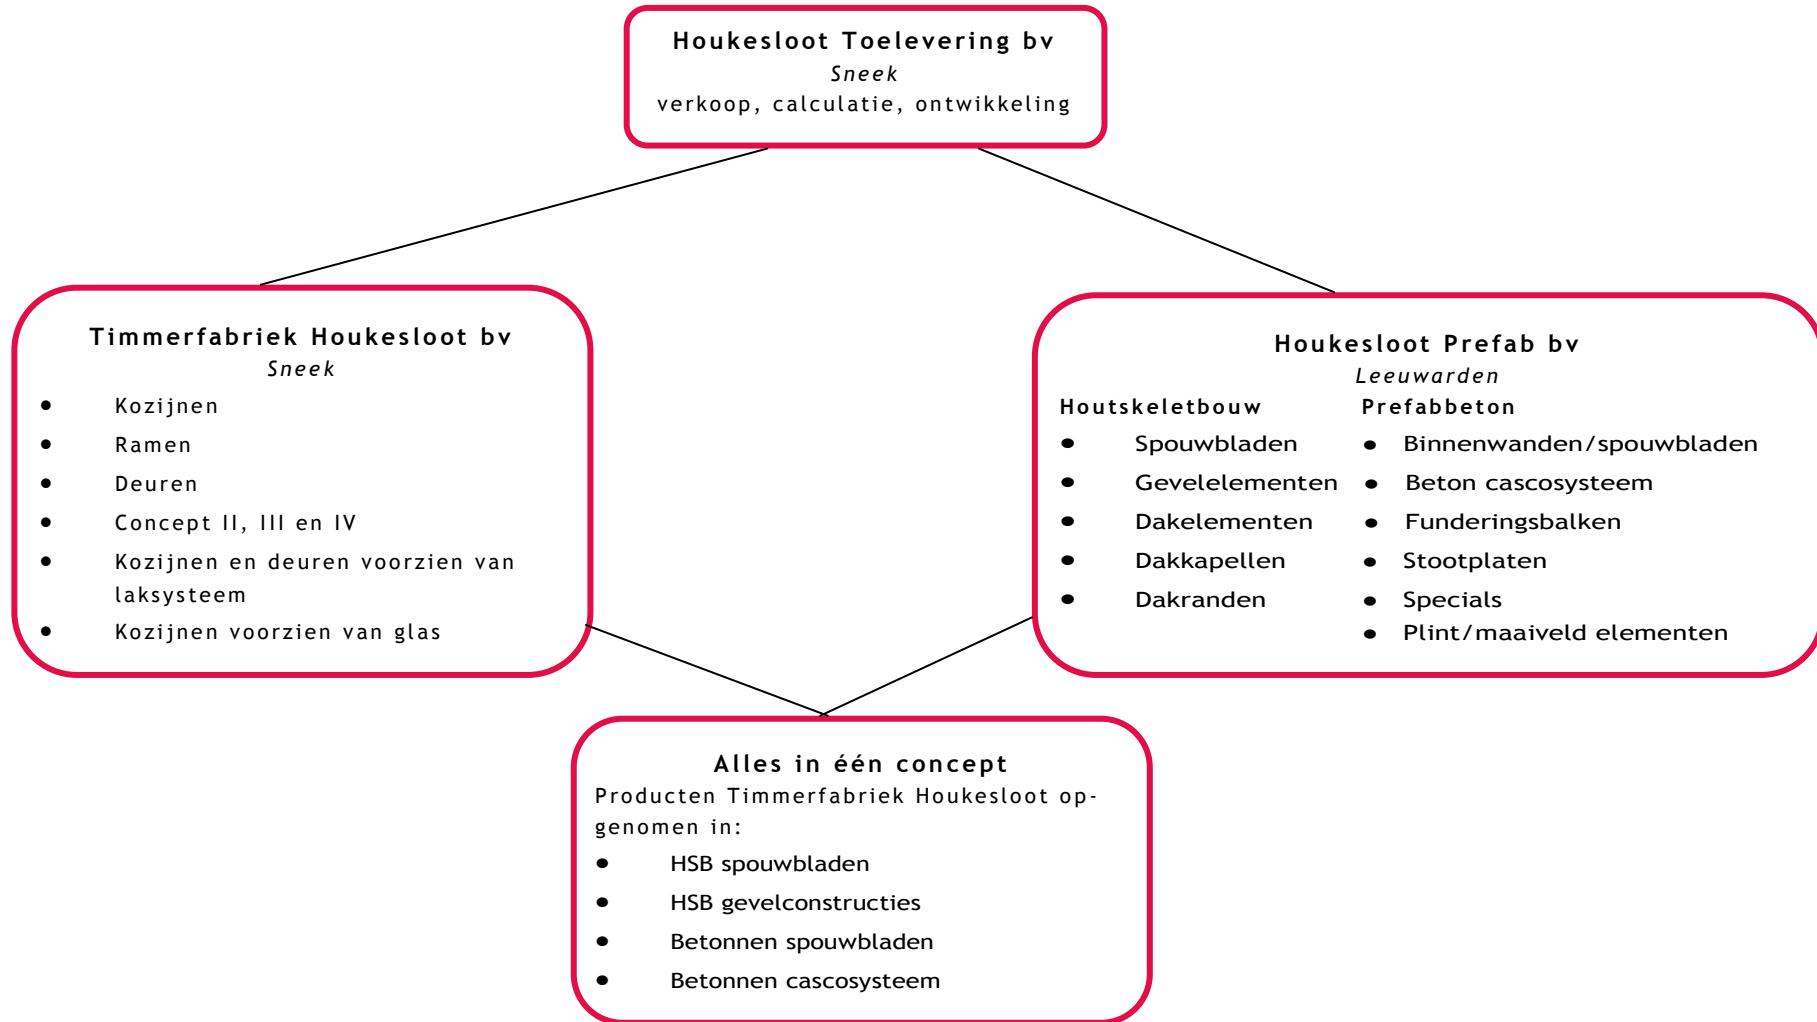 Houkesloot Toelevering bv
Sneek
verkoop, calculatie, ontwikkeling
Timmerfabriek Houkesloot bv
Sneek
• Kozijnen
• Ramen
• Deuren
• Concept II, III en IV
• Kozijnen en deuren voorzien van
laksysteem
• Kozijnen voorzien van glas
Houkesloot Prefab bv
Leeuwarden
Houtskeletbouw
• Spouwbladen
• Gevelelementen
• Dakelementen
• Dakkapellen
• Dakranden
Prefabbeton
• Binnenwanden/spouwbladen
• Beton cascosysteem
• Funderingsbalken
• Stootplaten
• Specials
• Plint/maaiveld elementen
Alles in één concept
Producten Timmerfabriek Houkesloot op-
genomen in:
• HSB spouwbladen
• HSB gevelconstructies
• Betonnen spouwbladen
• Betonnen cascosysteem